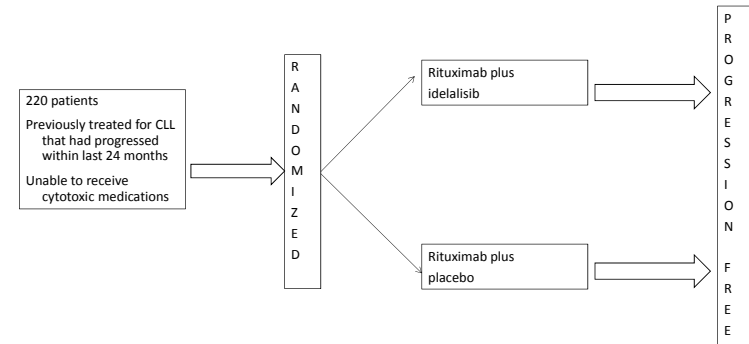 220 patients
Previously treated for CLL
that had progressed
within last 24 months
Unable to receive
cytotoxic medications
R
A
N
D
O
M
I
Z
E
D
Rituximab plus
idelalisib
Rituximab plus
placebo
P
R
O
G
R
E
S
S
I
O
N
F
R
E
E